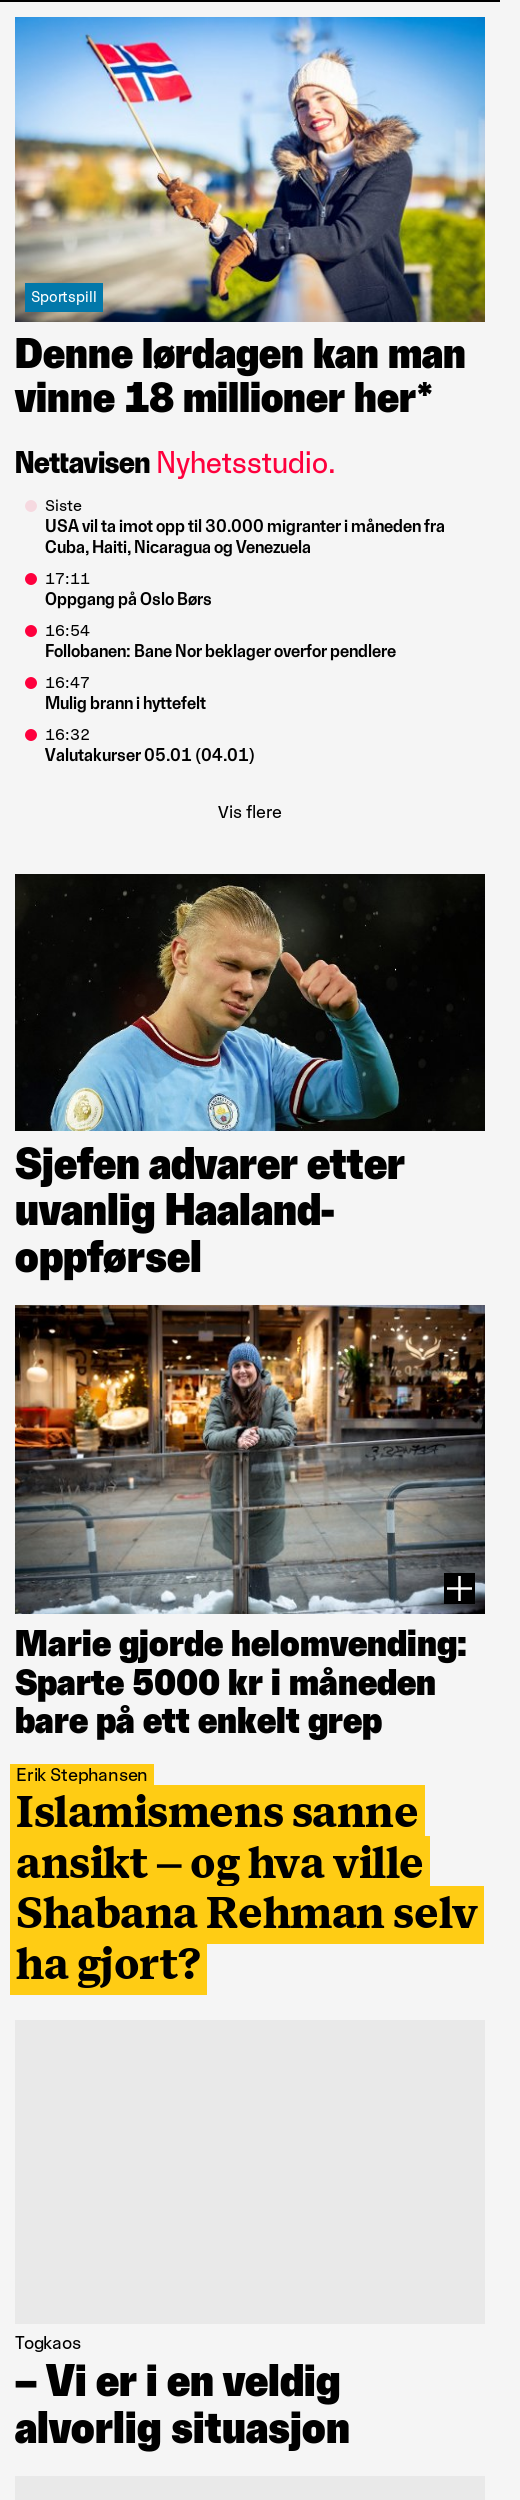 Sportspill
Denne lørdagen kan man
vinne 18 millioner her*
Nettavisen Nyhetsstudio.
Siste
USA vil ta imot opp til 30.000 migranter i måneden fra
Cuba, Haiti, Nicaragua og Venezuela
17:11
Oppgang på Oslo Børs
16:54
Follobanen: Bane Nor beklager overfor pendlere
16:47
Mulig brann i hyttefelt
16:32
Valutakurser 05.01 (04.01)
Vis flere
Sjefen advarer etter
uvanlig Haaland-
oppførsel
Marie gjorde helomvending:
Sparte 5000 kr i måneden
bare på ett enkelt grep
Erik Stephansen
Islamismens sanne
ansikt – og hva ville
Shabana Rehman selv
ha gjort?
Togkaos
– Vi er i en veldig
alvorlig situasjon